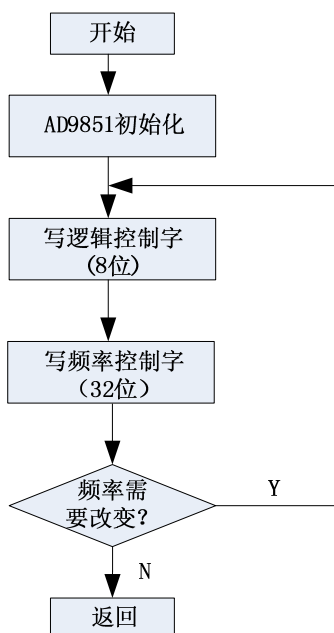 开始
AD9851初始化
写逻辑控制字
(8位)
写频率控制字
（32位）
频率需
要改变？
Y
N
返回